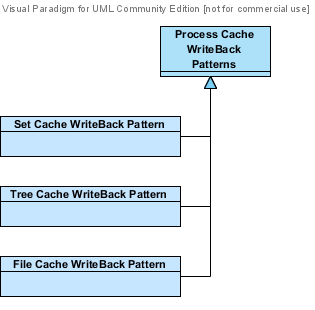 Visual Paradigm for UML Community Edition [not for commercial use]
Process Cache
WriteBack
Patterns
Set Cache WriteBack Pattern
Tree Cache WriteBack Pattern
File Cache WriteBack Pattern